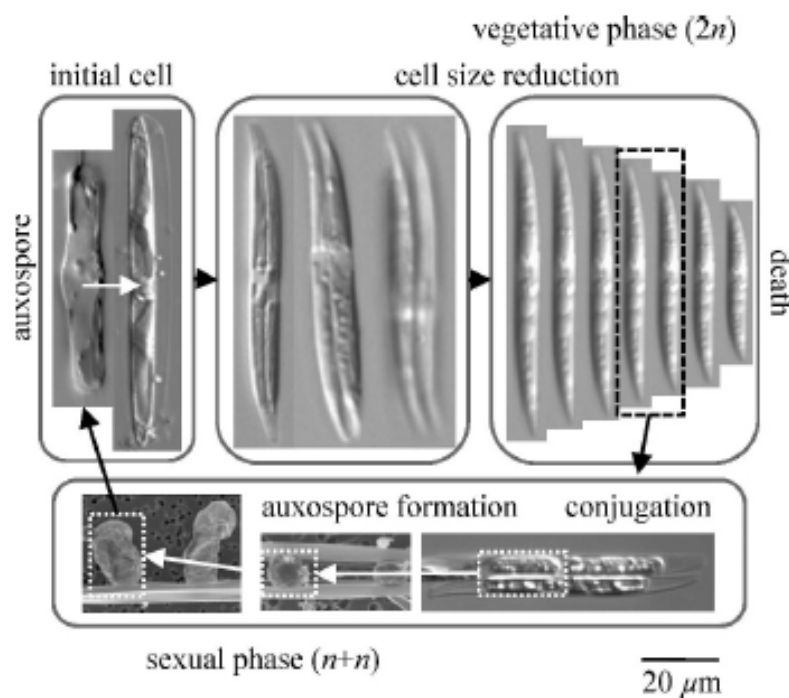 vegetative phase (2n)
initial cell
cell size reduction
auxospore
death
auxospore formation
conjugation
sexual phase (n+n)
20 μm